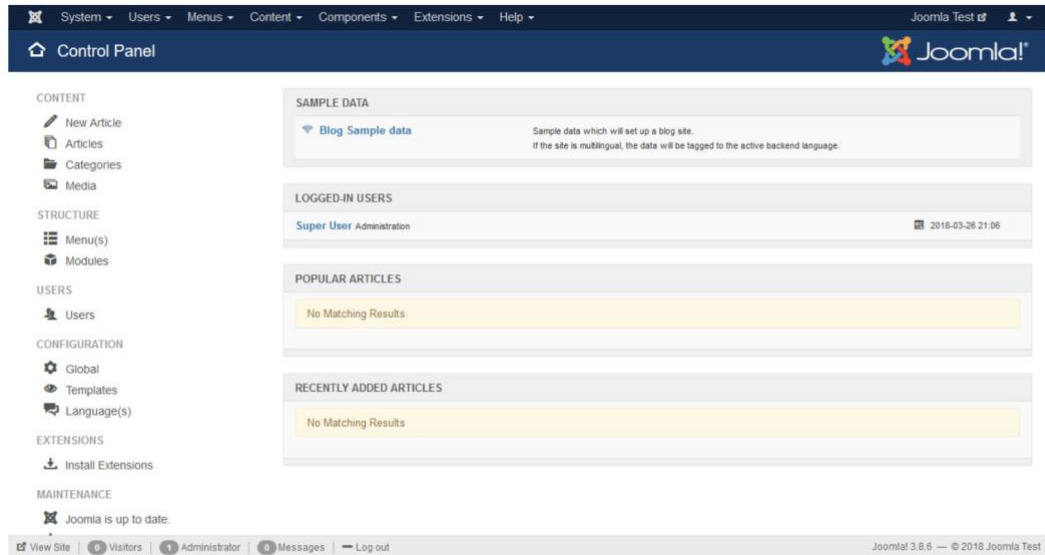 System Users Menus Content Components Extensions Help Joomla Test
Control Panel
Joomla!®
CONTENT
New Article
Articles
Categories
Media
STRUCTURE
Menu(s)
Modules
USERS
Users
CONFIGURATION
Global
Templates
Language(s)
EXTENSIONS
Install Extensions
MAINTENANCE
Joomla is up to date.
SAMPLE DATA
Blog Sample data
Sample data which will set up a blog site.
If the site is multilingual, the data will be tagged to the active backend language.
LOGGED-IN USERS
Super User Administration 2018-03-26 21:06
POPULAR ARTICLES
No Matching Results
RECENTLY ADDED ARTICLES
No Matching Results
View Site | 0 Visitors | 1 Administrator | 0 Messages | Log out Joomla! 3.8.6 — © 2018 Joomla Test